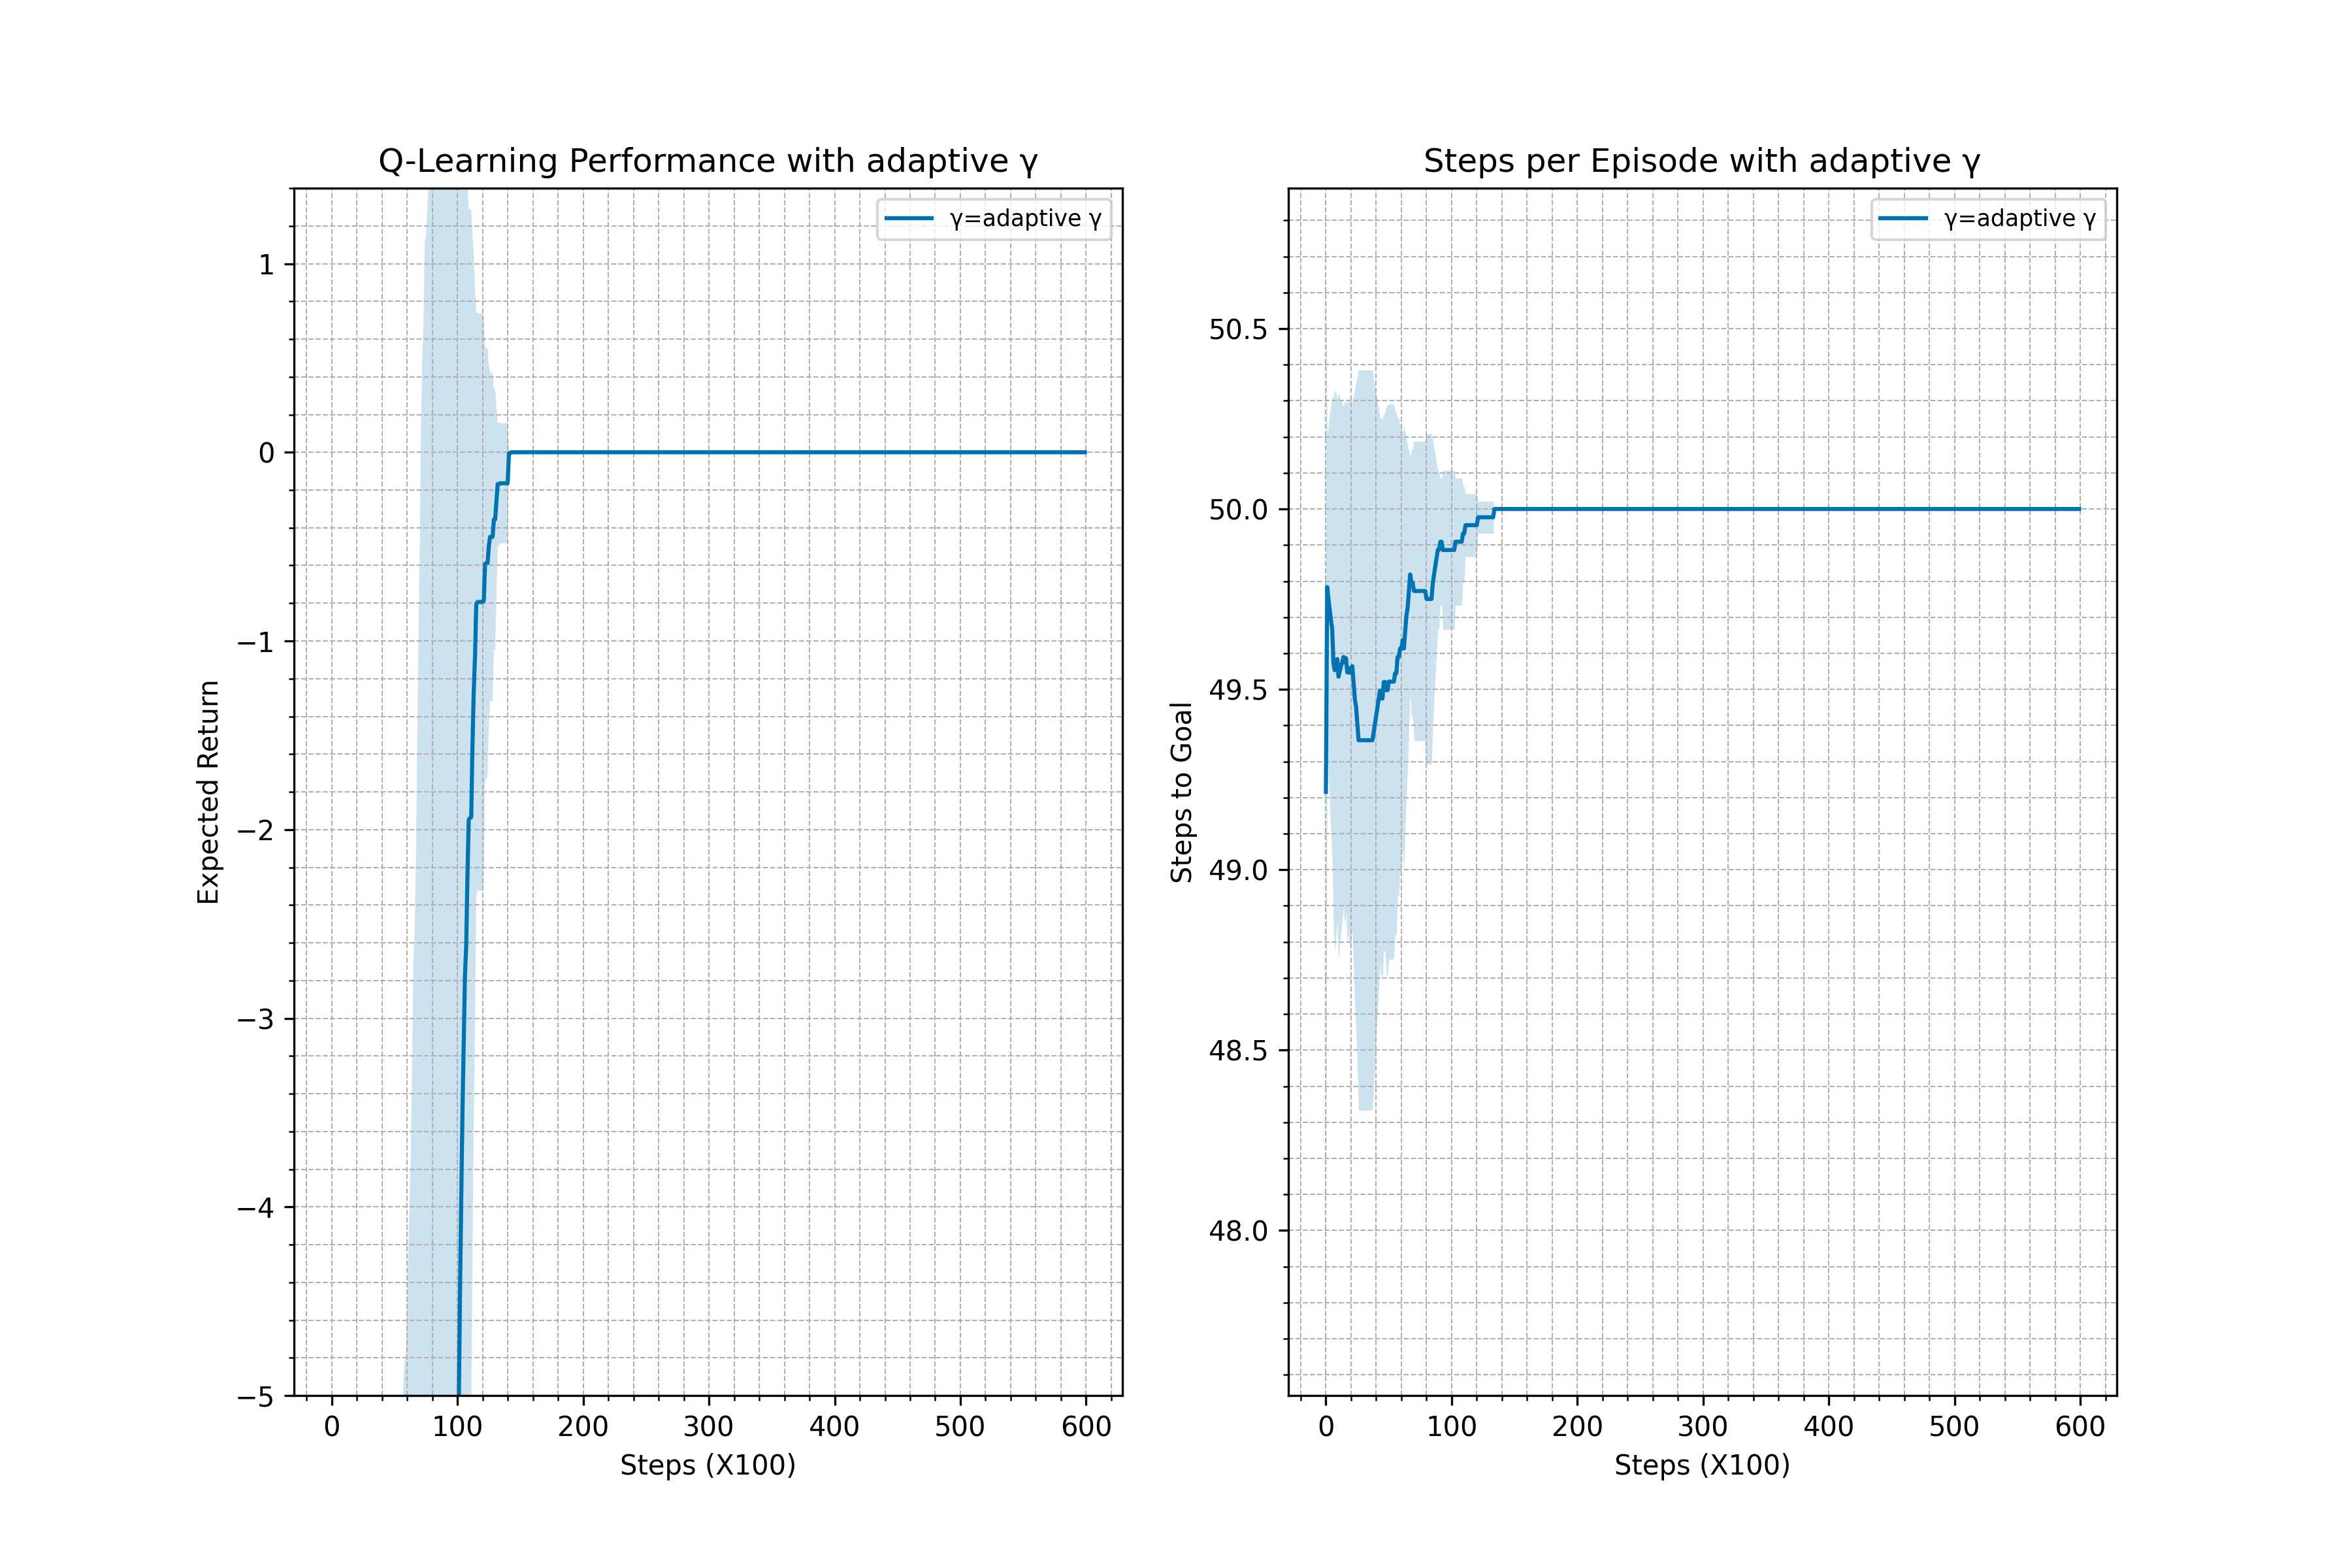 Q-Learning Performance with adaptive γ
γ=adaptive γ
1
0
−1
−2
−3
−4
−5
Expected Return
0 100 200 300 400 500 600
Steps (X100)
Steps per Episode with adaptive γ
γ=adaptive γ
50.5
50.0
49.5
49.0
48.5
48.0
Steps to Goal
0 100 200 300 400 500 600
Steps (X100)